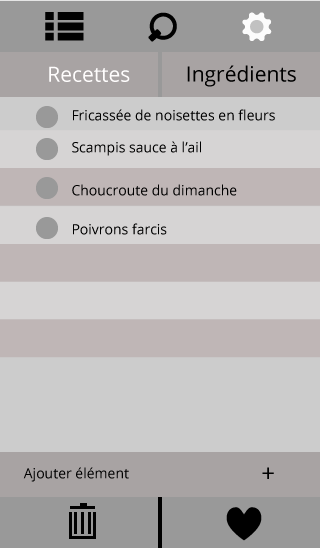 Recettes Ingrédients
Fricassée de noisettes en fleurs
Scampis sauce à l'ail
Choucroute du dimanche
Poivrons farcis
Ajouter élément +